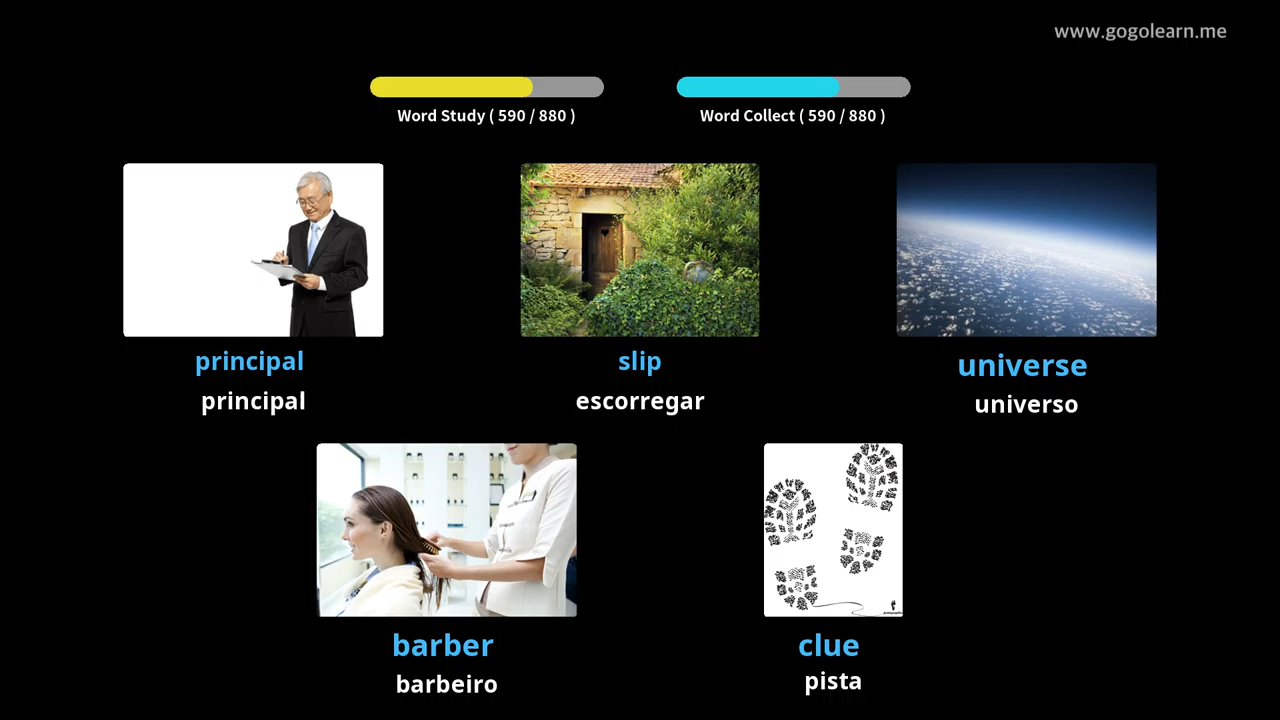 www.gogolearn.me
Word Study ( 590 / 880 )
Word Collect ( 590 / 880 )
principal
principal
slip
escorregar
universe
universo
barber
barbeiro
clue
pista